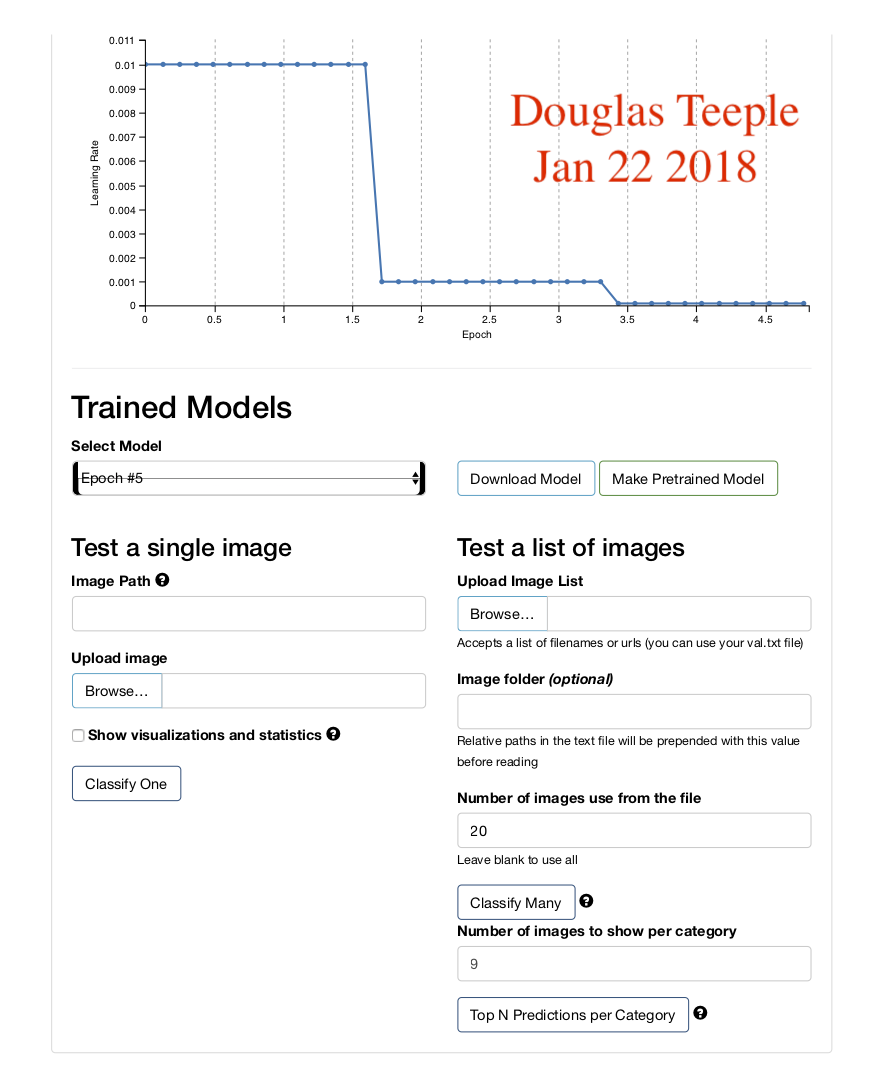 0.011
0.01
0.009
0.008
0.007
0.006
0.005
0.004
0.003
0.002
0.001
0
Learning Rate
Douglas Teeple
Jan 22 2018
0 0.5 1 1.5 2 2.5 3 3.5 4 4.5
Epoch
Trained Models
Select Model
Epoch #5
Download Model Make Pretrained Model
Test a single image
Image Path
Upload image
Browse...
Show visualizations and statistics
Classify One
Test a list of images
Upload Image List
Browse...
Accepts a list of filenames or urls (you can use your val.txt file)
Image folder (optional)
Relative paths in the text file will be prepended with this value
before reading
Number of images use from the file
20
Leave blank to use all
Classify Many
Number of images to show per category
9
Top N Predictions per Category